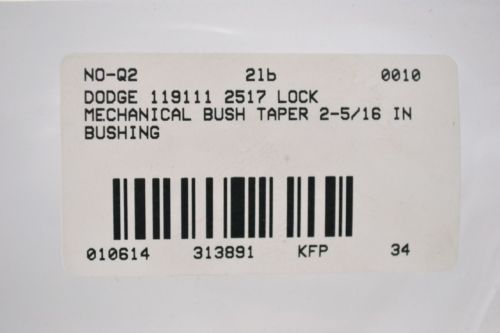 NO-Q2 2lb 0010
DODGE 119111 2517 LOCK
MECHANICAL BUSH TAPER 2-5/16 IN
BUSHING
010614 313891 KFP 34